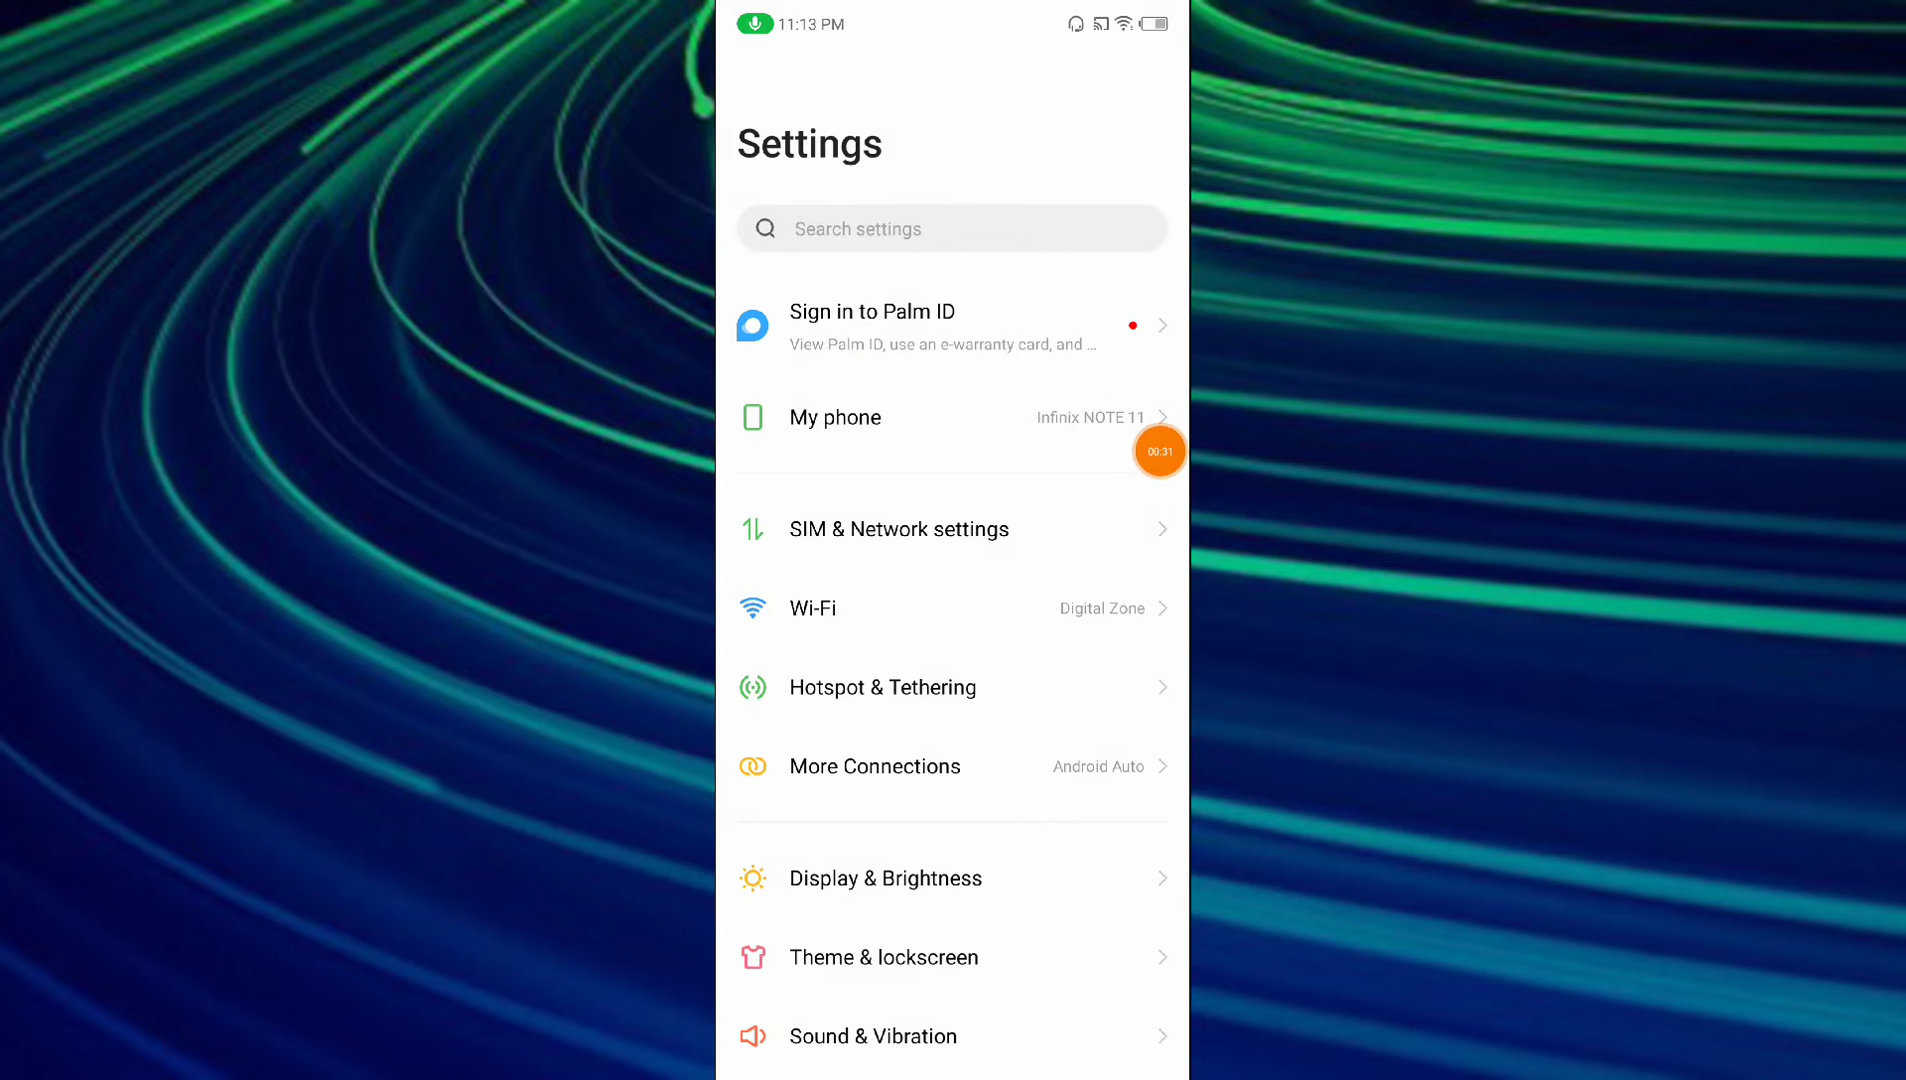 11:13 PM
Settings
Search settings
Sign in to Palm ID
View Palm ID, use an e-warranty card, and ...
My phone
Infinix NOTE 11
00:31
SIM & Network settings
Wi-Fi
Digital Zone
Hotspot & Tethering
More Connections
Android Auto
Display & Brightness
Theme & lockscreen
Sound & Vibration